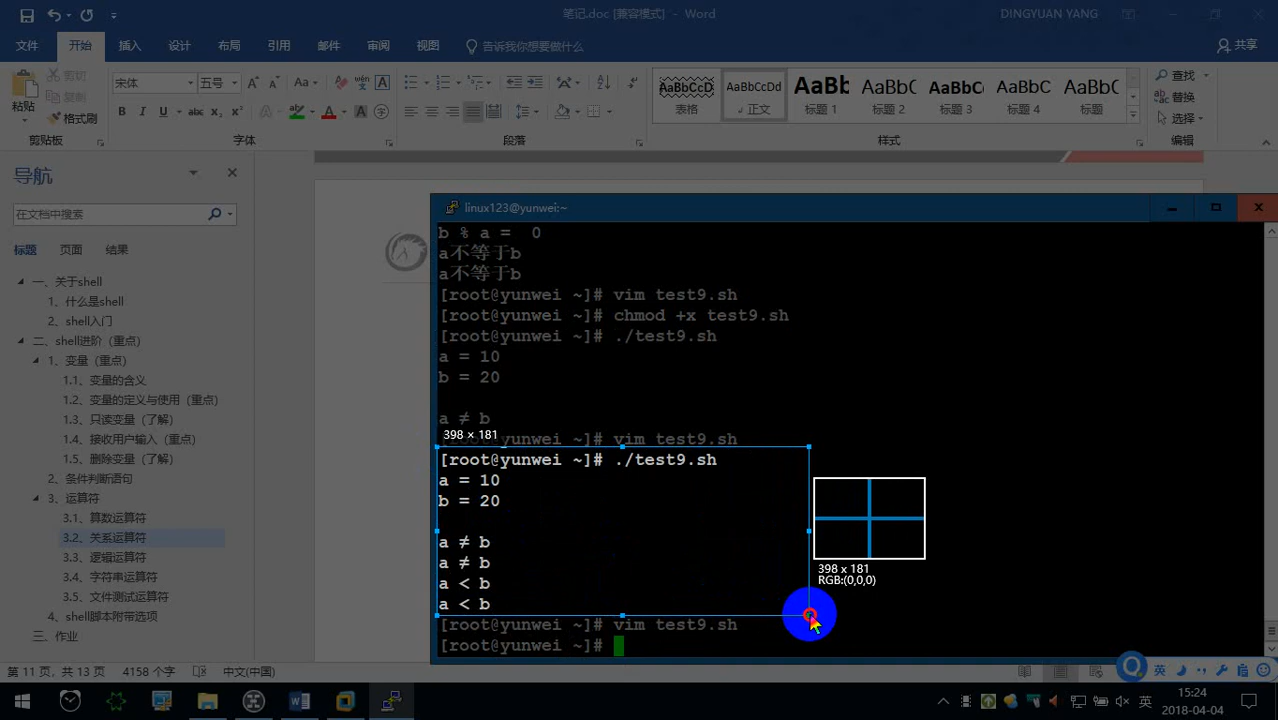 笔记.doc [兼容模式] - Word
DINGYUAN YANG
文件
开始
插入
设计
布局
引用
邮件
审阅
视图
告诉我你想要做什么
共享
粘贴
剪切
复制
格式刷
剪贴板
宋体
五号
字体
段落
AaBbCcD
表格
AaBbCcDd
正文
AaBb
标题 1
AaBbC
标题 2
AaBbC
标题 3
AaBbC
标题 4
AaBbC
标题
样式
查找
替换
选择
编辑
导航
在文档中搜索
标题
页面
结果
一、关于shell
1、什么是shell
2、shell入门
二、shell进阶（重点）
1、变量（重点）
1.1、变量的含义
1.2、变量的定义与使用（重点）
1.3、只读变量（了解）
1.4、接收用户输入（重点）
1.5、删除变量（了解）
2、条件判断语句
3、运算符
3.1、算数运算符
3.2、关系运算符
3.3、逻辑运算符
3.4、字符串运算符
3.5、文件测试运算符
4、shell脚本附带选项
三、作业
linux123@yunwei:~
b % a =  0
a不等于b
a不等于b
[root@yunwei ~]# vim test9.sh
[root@yunwei ~]# chmod +x test9.sh
[root@yunwei ~]# ./test9.sh
a = 10
b = 20
a ≠ b
398 × 181
[root@yunwei ~]# vim test9.sh
[root@yunwei ~]# ./test9.sh
a = 10
b = 20
a ≠ b
a ≠ b
a < b
a < b
[root@yunwei ~]# vim test9.sh
[root@yunwei ~]#
398 x 181
RGB:(0,0,0)
第 11 页，共 13 页
4158 个字
中文(中国)
英
英
15:24
2018-04-04